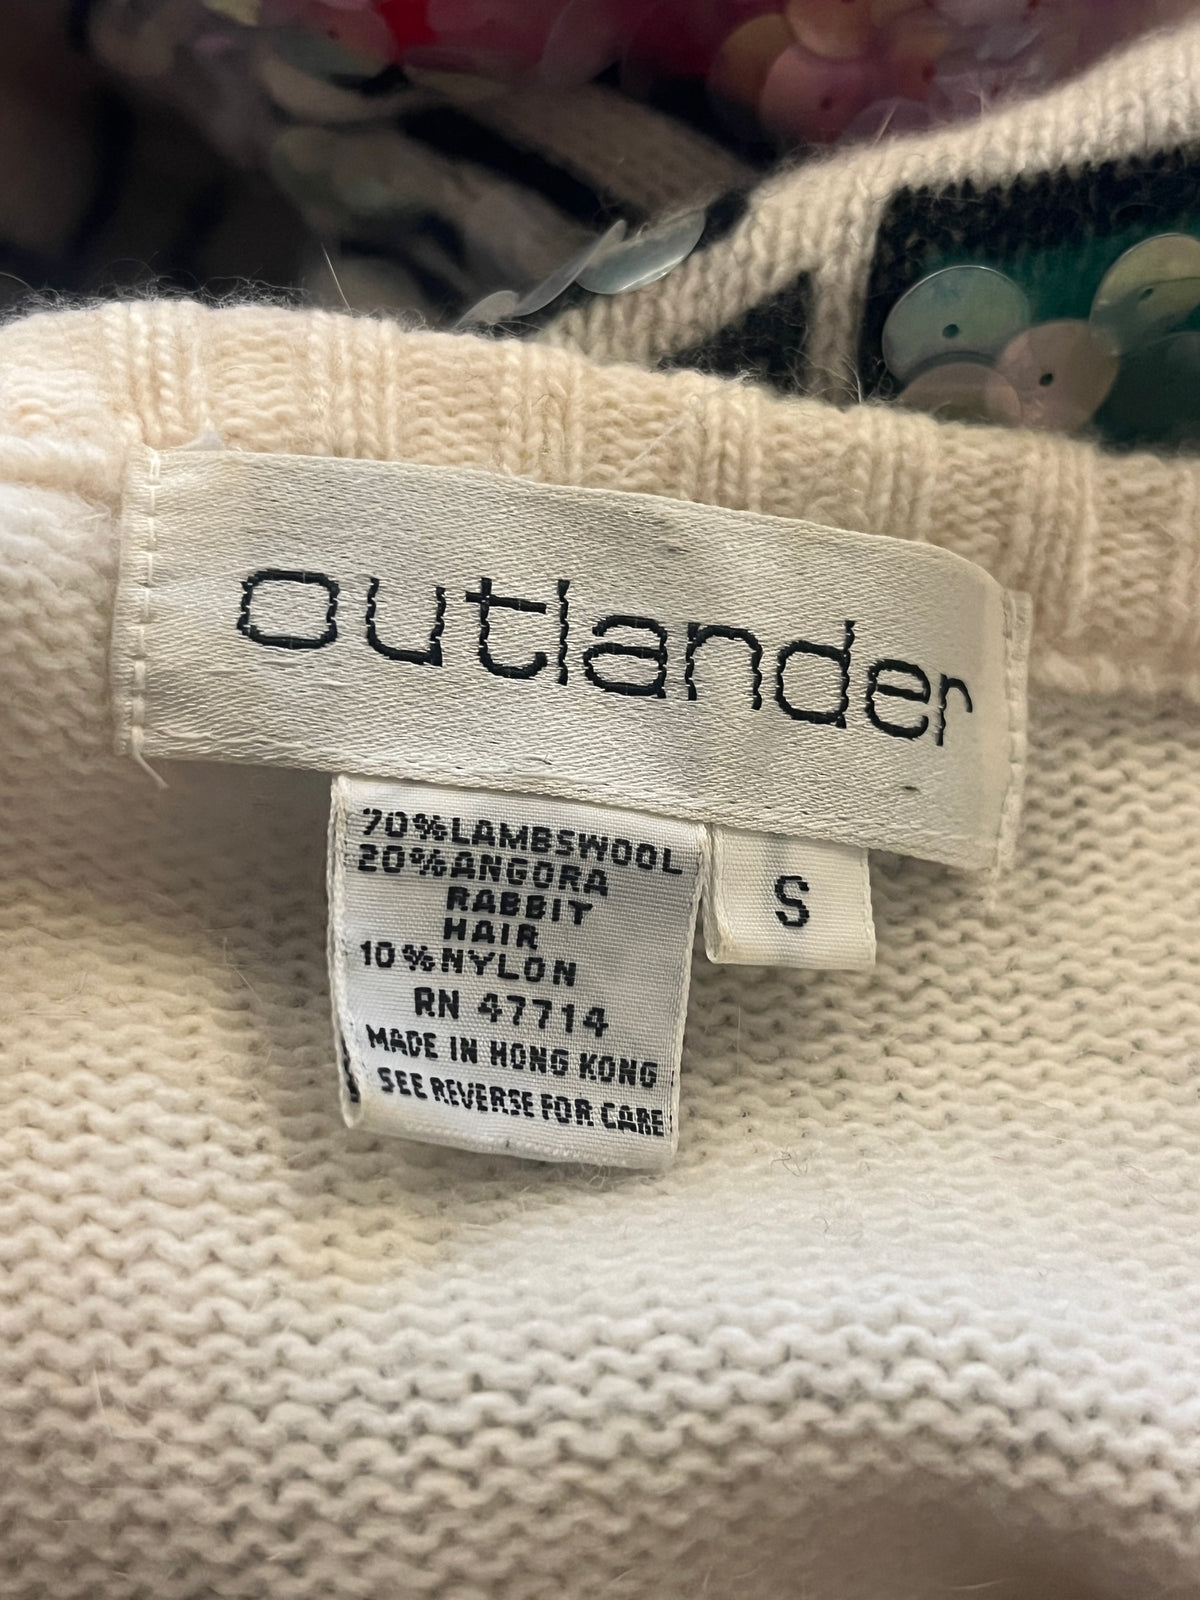 outlander
70%LAMBSWOOL
20%ANGORA
RABBIT
HAIR
10%NYLON
RN 47714
MADE IN HONG KONG
SEE REVERSE FOR CARE
S